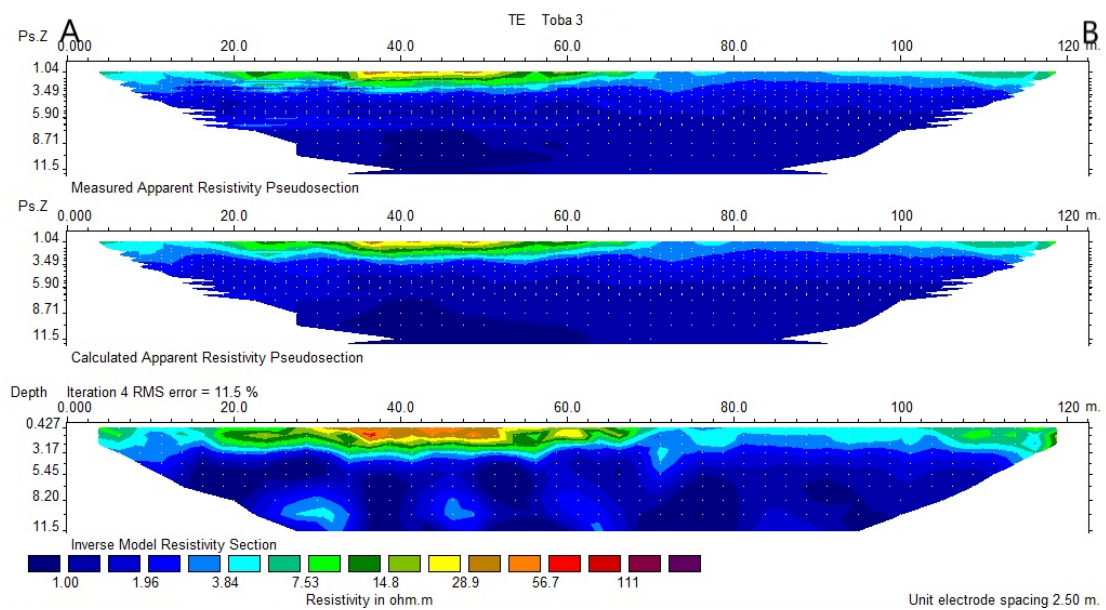 TE Toba 3
A B
Ps.Z 0.000 20.0 40.0 60.0 80.0 100 120 m.
1.04
3.49
5.90
8.71
11.5
Measured Apparent Resistivity Pseudosection
Ps.Z 0.000 20.0 40.0 60.0 80.0 100 120 m.
1.04
3.49
5.90
8.71
11.5
Calculated Apparent Resistivity Pseudosection
Depth Iteration 4 RMS error = 11.5 %
0.000 20.0 40.0 60.0 80.0 100 120 m.
0.427
3.17
5.45
8.20
11.5
Inverse Model Resistivity Section
1.00 1.96 3.84 7.53 14.8 28.9 56.7 111
Resistivity in ohm.m Unit electrode spacing 2.50 m.